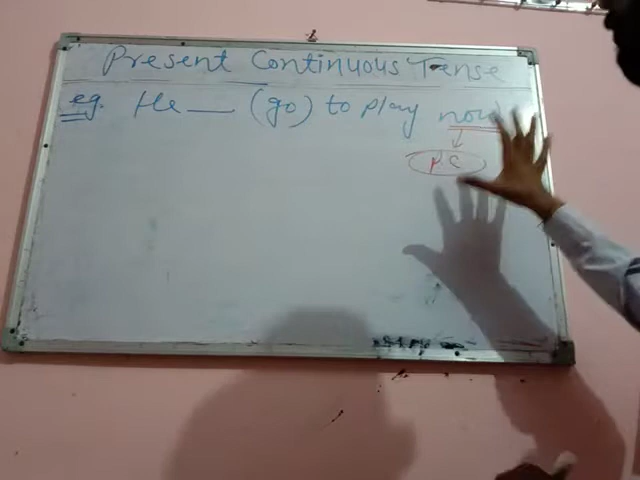 Present Continuous Tense
eg. He ___ (go) to play now
PC